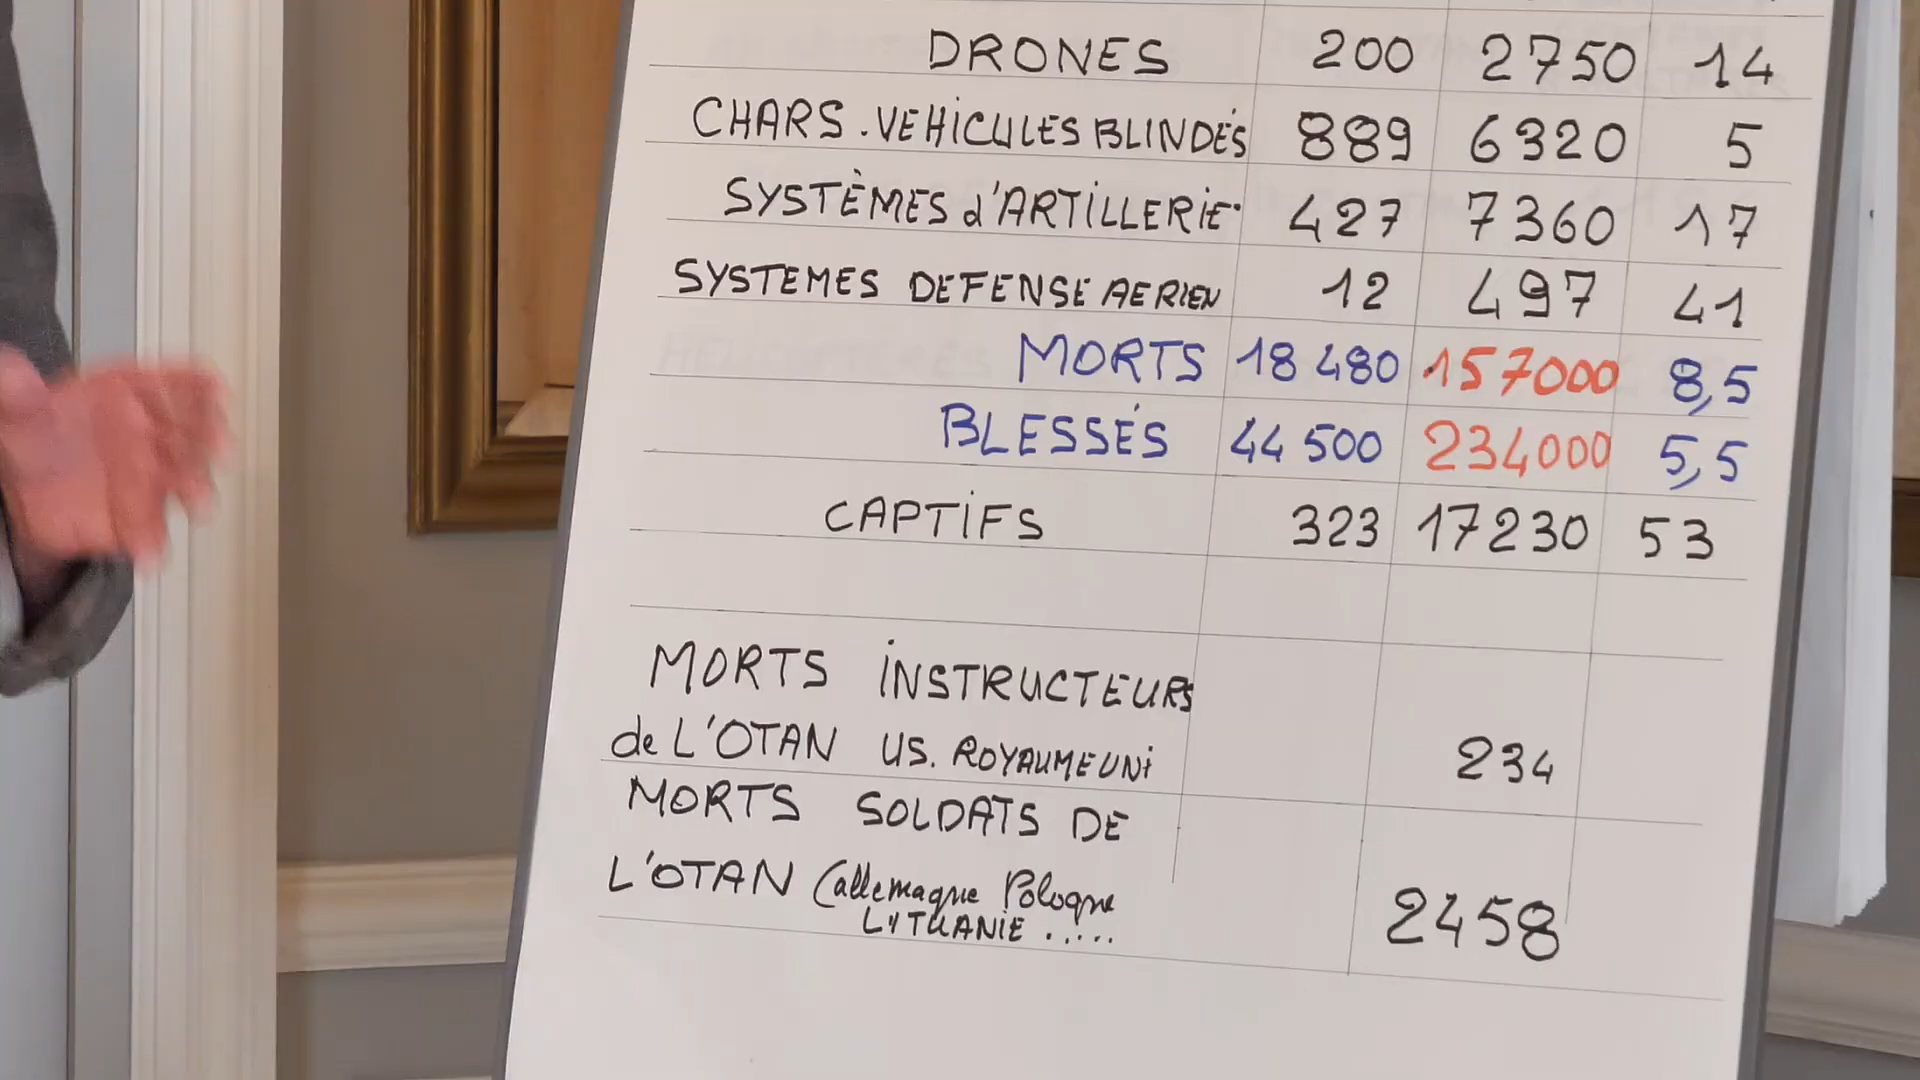 DRONES 200 2750 14
CHARS. VEHICULES BLINDÉS 889 6320 5
SYSTÈMES d'ARTILLERIE 427 7360 17
SYSTEMES DEFENSE AERIEN 12 497 41
MORTS 18 480 157000 8,5
BLESSÉS 44 500 234000 5,5
CAPTIFS 323 17230 53
MORTS INSTRUCTEURS
de L'OTAN US. ROYAUME UNI 234
MORTS SOLDATS DE
L'OTAN (allemagne Pologne 2458
LYTUANIE .....